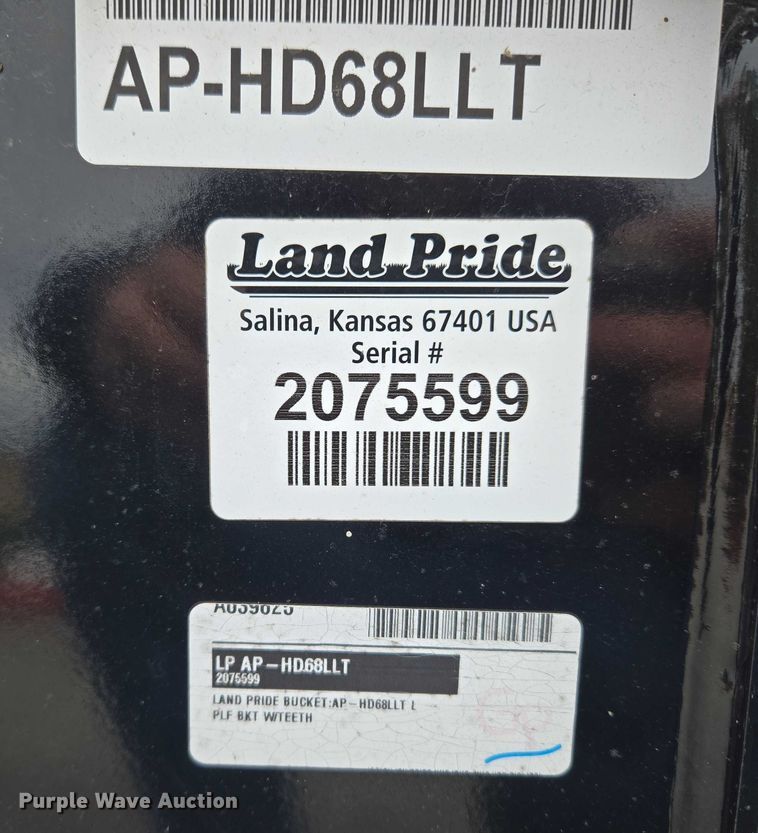 AP-HD68LLT
Land Pride
Salina, Kansas 67401 USA
Serial #
2075599
A039625
LP AP-HD68LLT
2075599
LAND PRIDE BUCKET:AP-HD68LLT L
PLF BKT W/TEETH
Purple Wave Auction